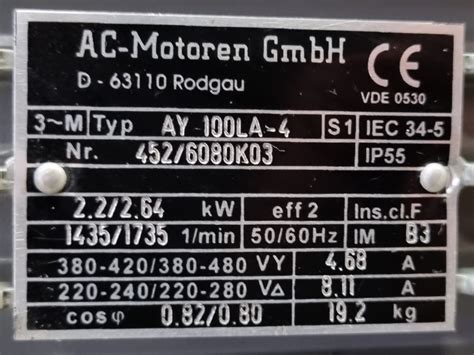 AC-Motoren GmbH
D - 63110 Rodgau
CE
VDE 0530
3~M Typ AY 100LA-4 S1 IEC 34-5
Nr. 452/6080K03 IP55
2.2/2.64 kW eff 2 Ins.cl.F
1435/1735 1/min 50/60Hz IM B3
380-420/380-480 VY 4.68 A
220-240/220-280 V∆ 8.11 A
cosφ 0.82/0.80 19.2 kg